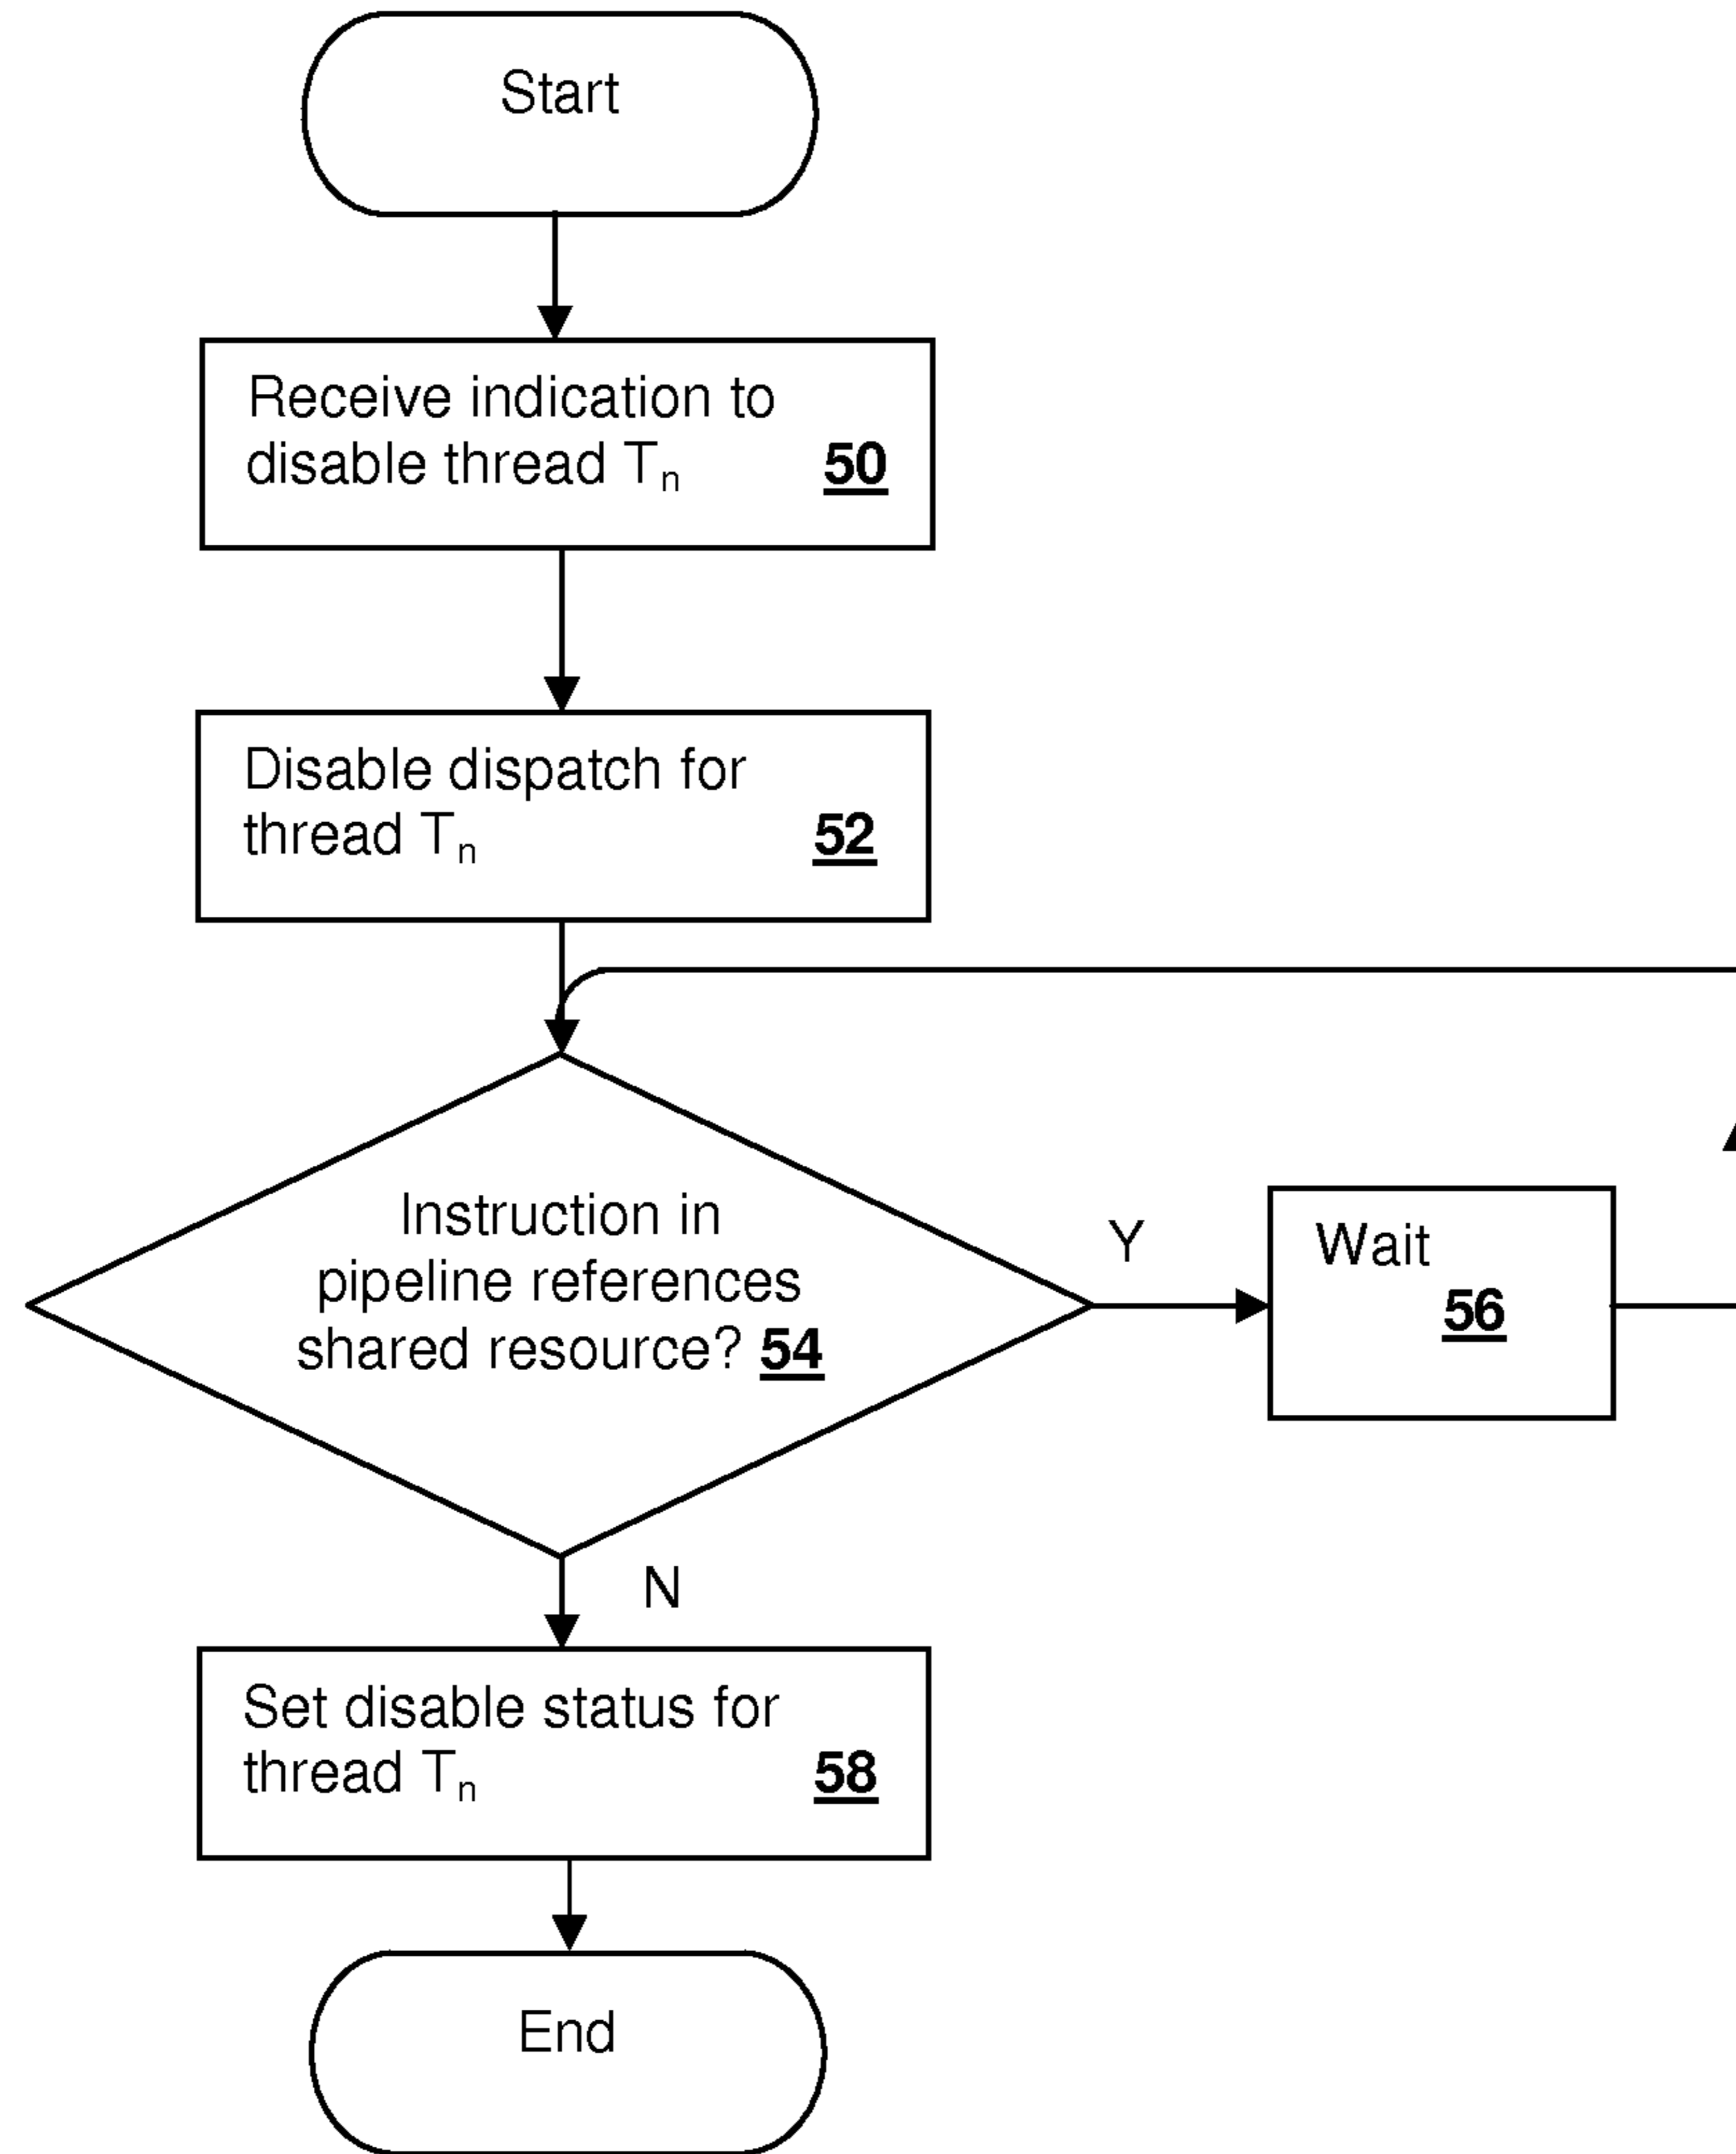 Start
Receive indication to
disable thread Tn 50
Disable dispatch for
thread Tn 52
Instruction in
pipeline references
shared resource? 54
Y
Wait
56
N
Set disable status for
thread Tn 58
End